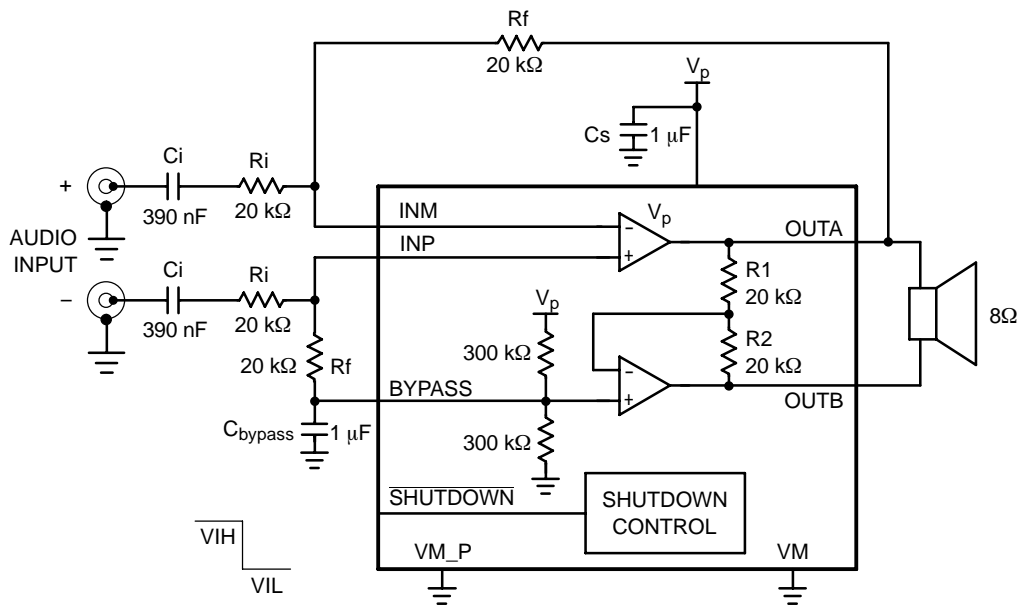 Rf
20 kΩ
Vp
Cs
1 μF
Ci
Ri
+
390 nF
20 kΩ
AUDIO
INPUT
INM
INP
Vp
−
+
OUTA
R1
20 kΩ
Ci
Ri
−
390 nF
20 kΩ
Vp
R2
20 kΩ
8Ω
20 kΩ
Rf
300 kΩ
−
+
BYPASS
OUTB
Cbypass
1 μF
300 kΩ
SHUTDOWN
SHUTDOWN
CONTROL
VIH
VIL
VM_P
VM